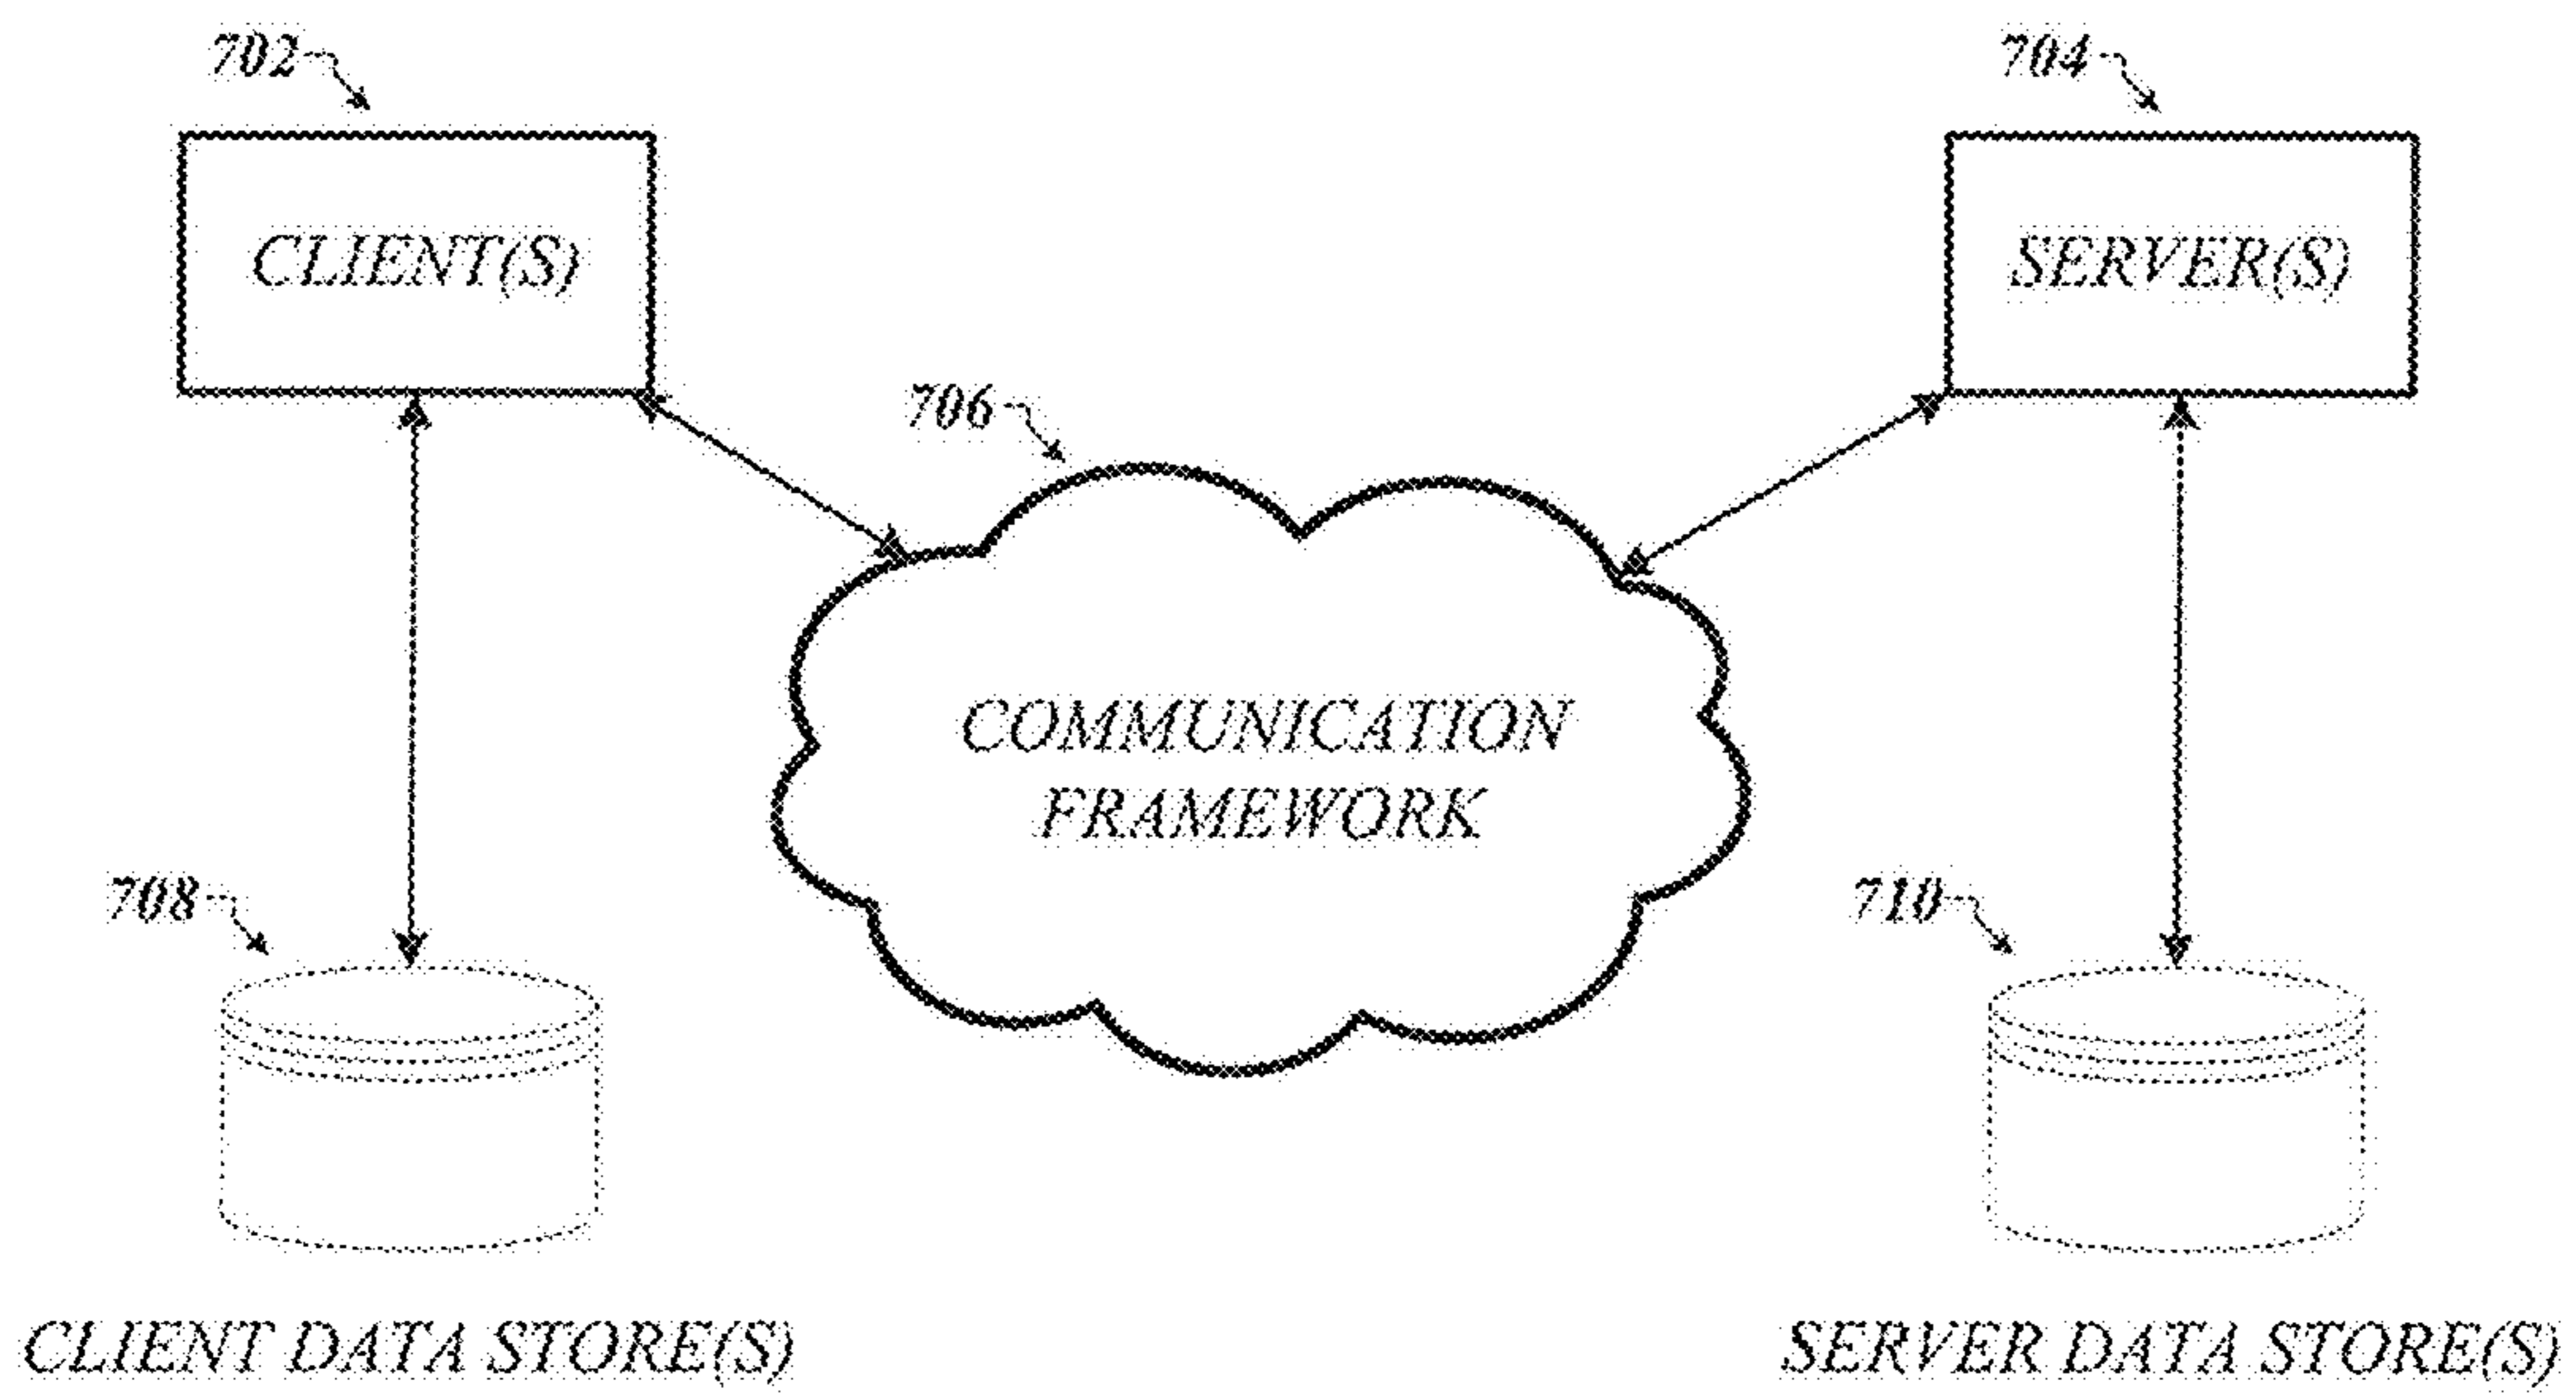 702
704
CLIENT(S)
SERVER(S)
706
COMMUNICATION
FRAMEWORK
708
710
CLIENT DATA STORE(S)
SERVER DATA STORE(S)